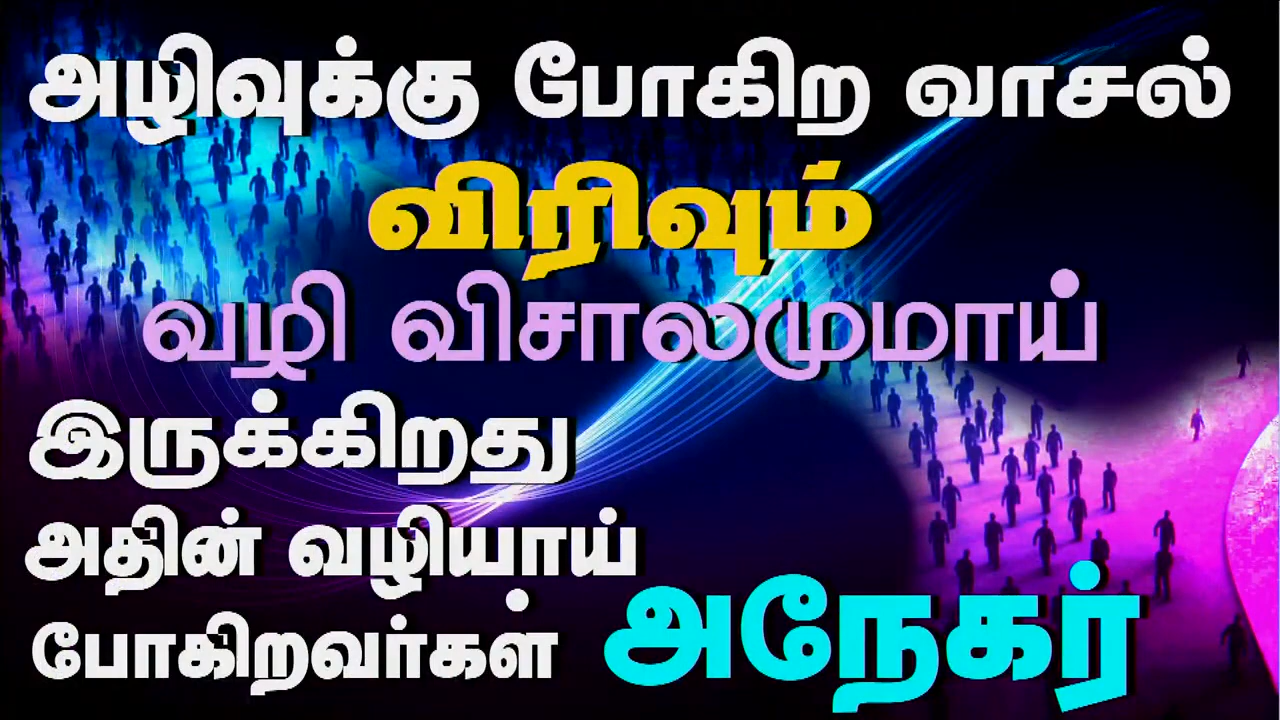 அழிவுக்கு போகிற வாசல்
விரிவும்
வழி விசாலமுமாய்
இருக்கிறது
அதின் வழியாய்
போகிறவர்கள் அநேகர்